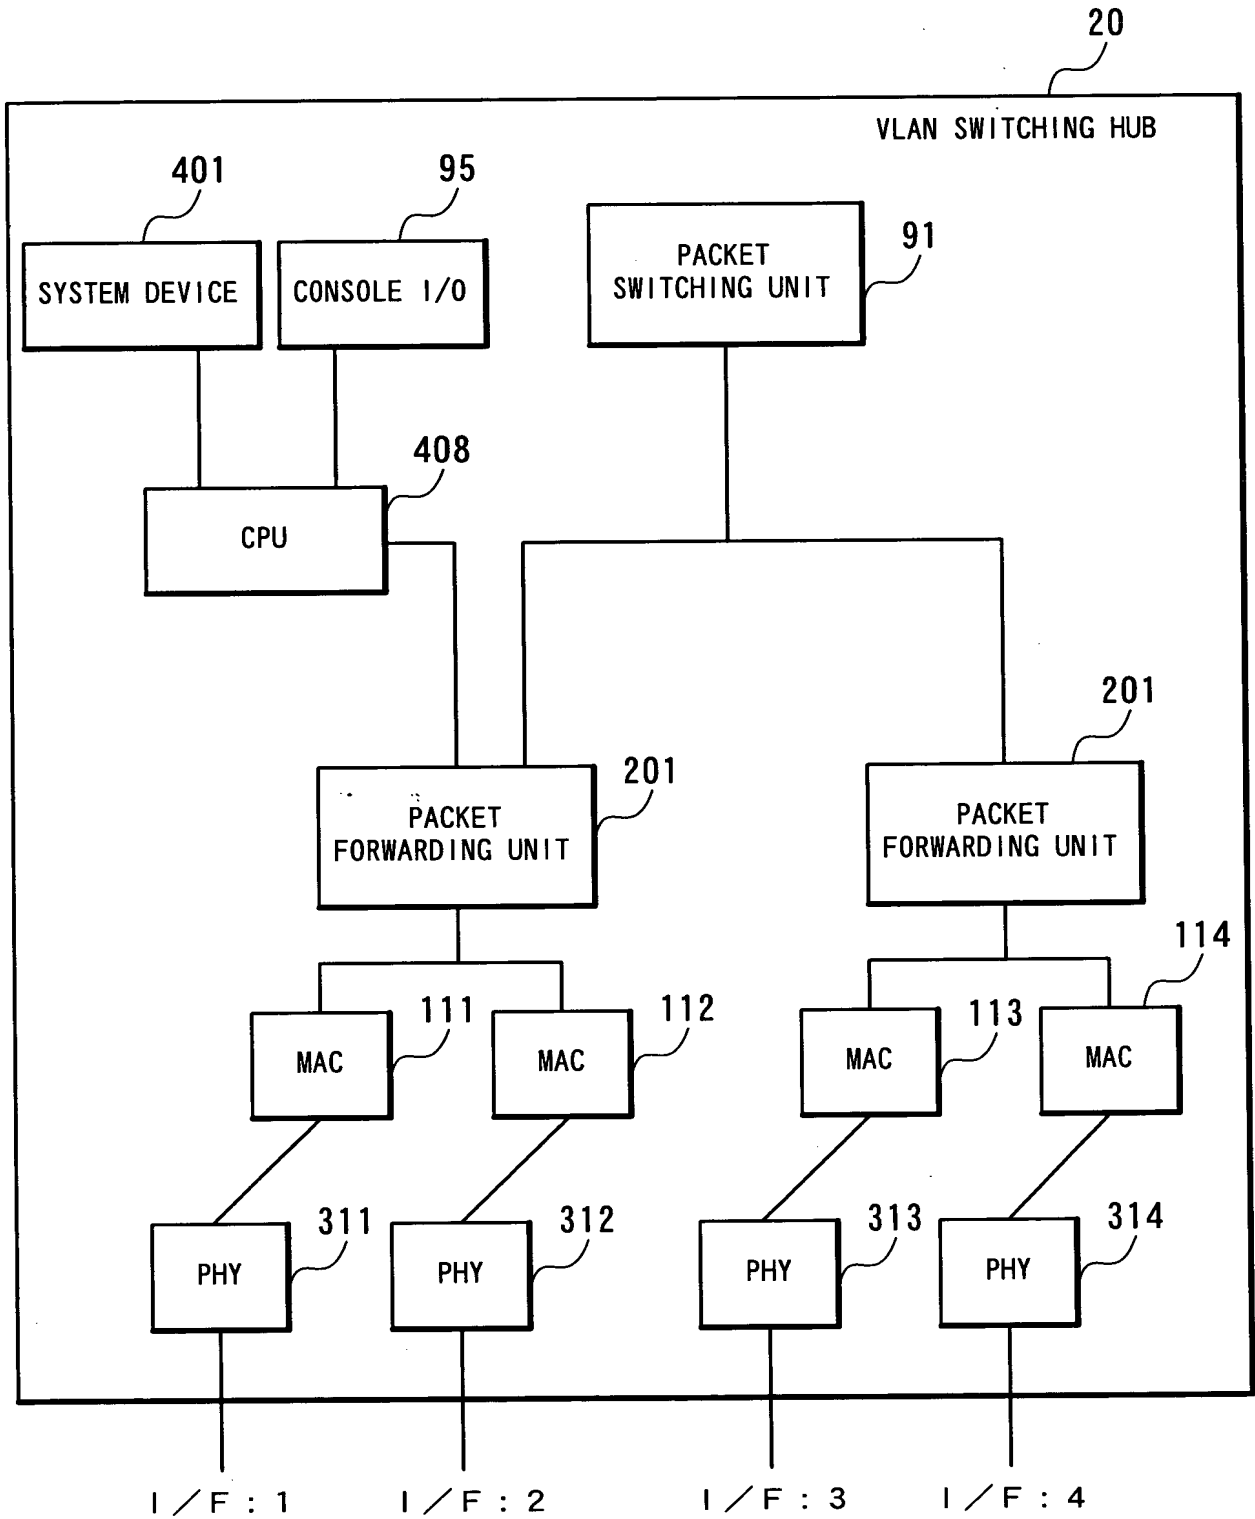 20
VLAN SWITCHING HUB
401
95
SYSTEM DEVICE
CONSOLE I/O
PACKET
SWITCHING UNIT
91
408
CPU
201
201
PACKET
FORWARDING UNIT
PACKET
FORWARDING UNIT
114
111
112
113
MAC
MAC
MAC
MAC
311
312
313
314
PHY
PHY
PHY
PHY
I/F:1
I/F:2
I/F:3
I/F:4